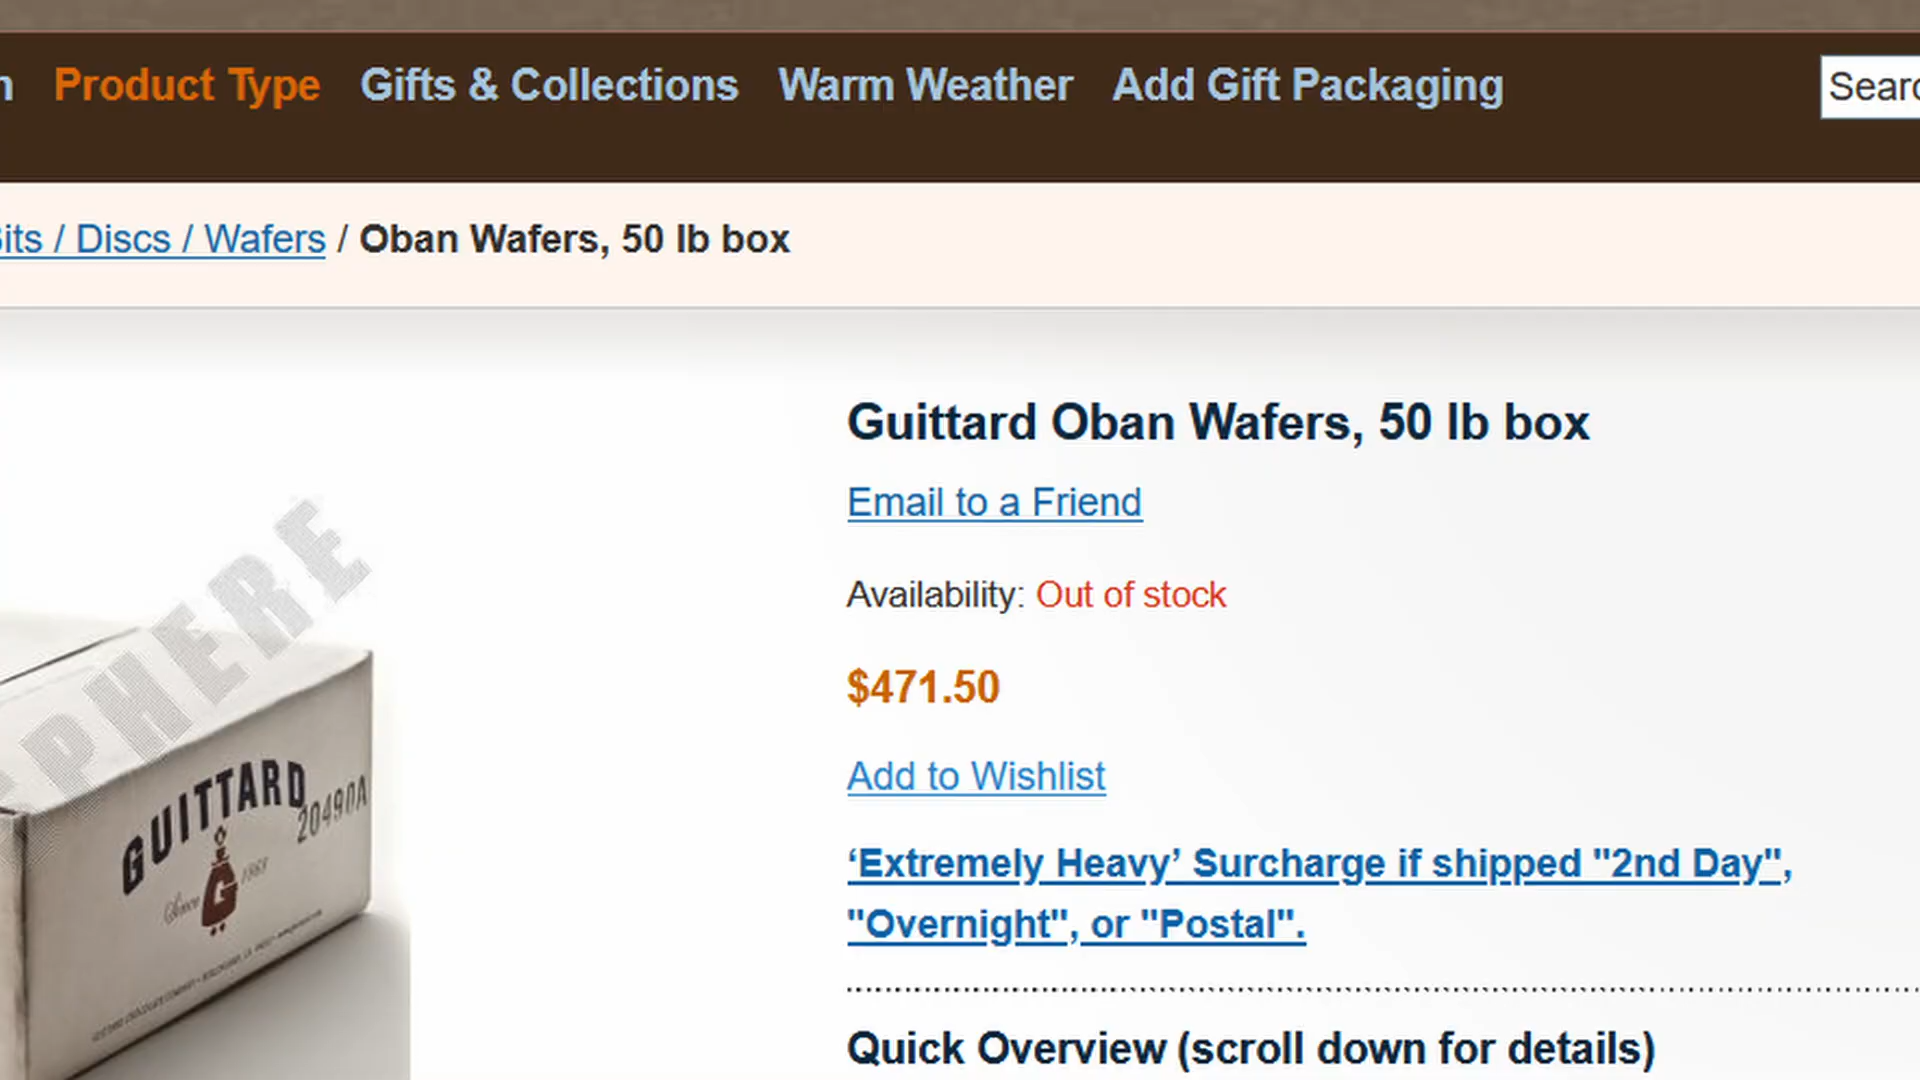 Product Type Gifts & Collections Warm Weather Add Gift Packaging
/ Discs / Wafers / Oban Wafers, 50 lb box
Guittard Oban Wafers, 50 lb box
Email to a Friend
Availability: Out of stock
$471.50
Add to Wishlist
‘Extremely Heavy’ Surcharge if shipped "2nd Day",
"Overnight", or "Postal".
Quick Overview (scroll down for details)
PHERE
GUITTARD
20490A
Since 1868
G